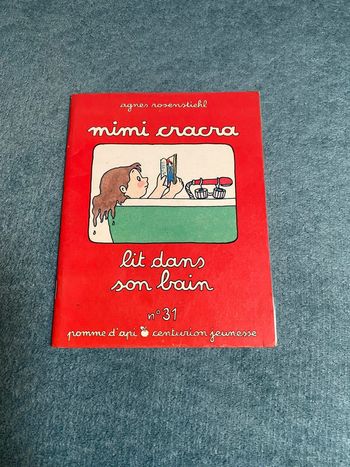 agnes rosenstiehl
mimi cracra
lit dans
son bain
n° 31
pomme d'api centurion jeunesse